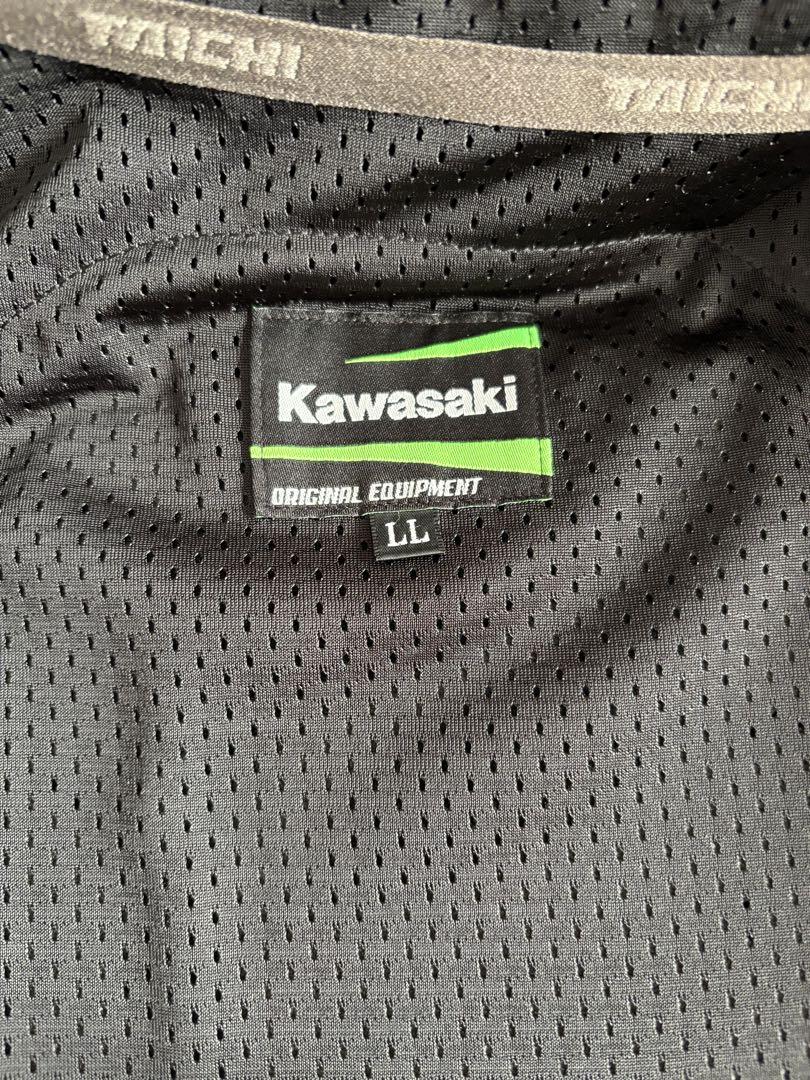 TAICHI
TAICHI
Kawasaki
ORIGINAL EQUIPMENT
LL